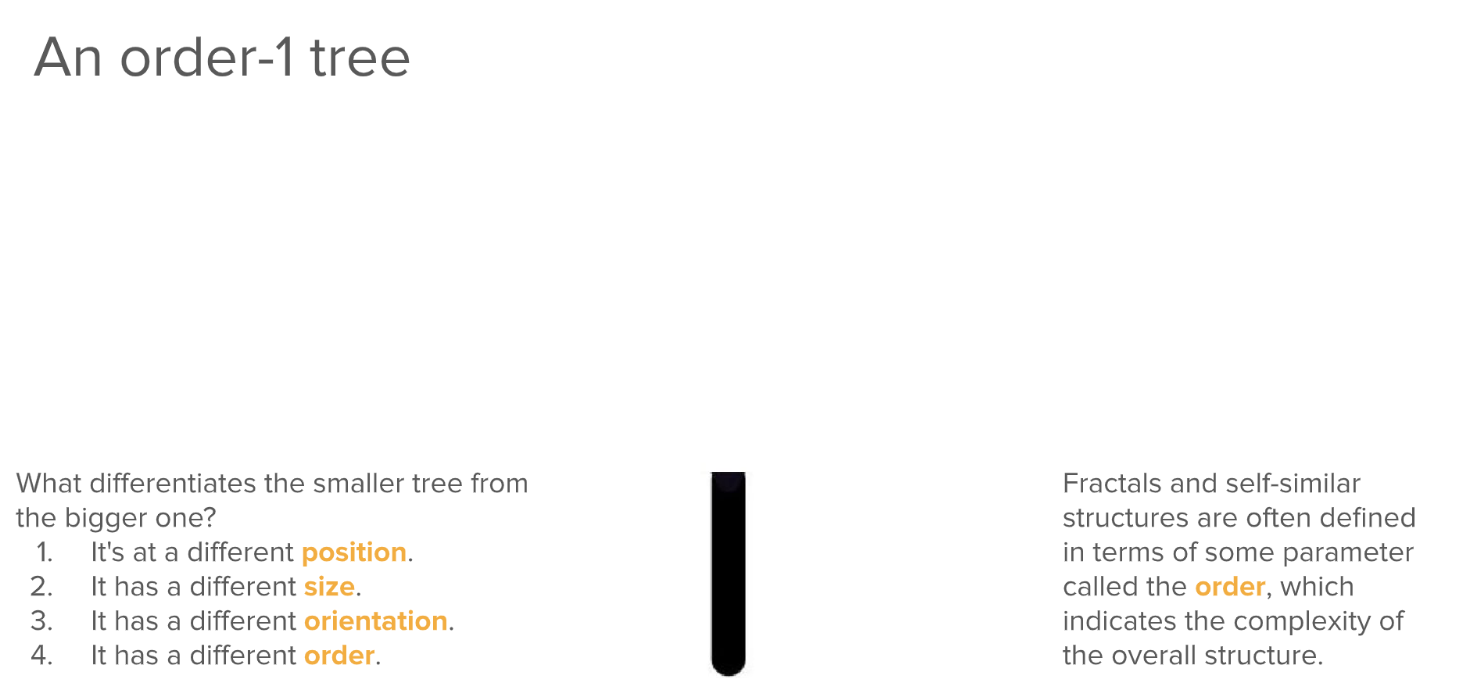 An order-1 tree
What differentiates the smaller tree from
the bigger one?
1. It's at a different position.
2. It has a different size.
3. It has a different orientation.
4. It has a different order.
Fractals and self-similar
structures are often defined
in terms of some parameter
called the order, which
indicates the complexity of
the overall structure.